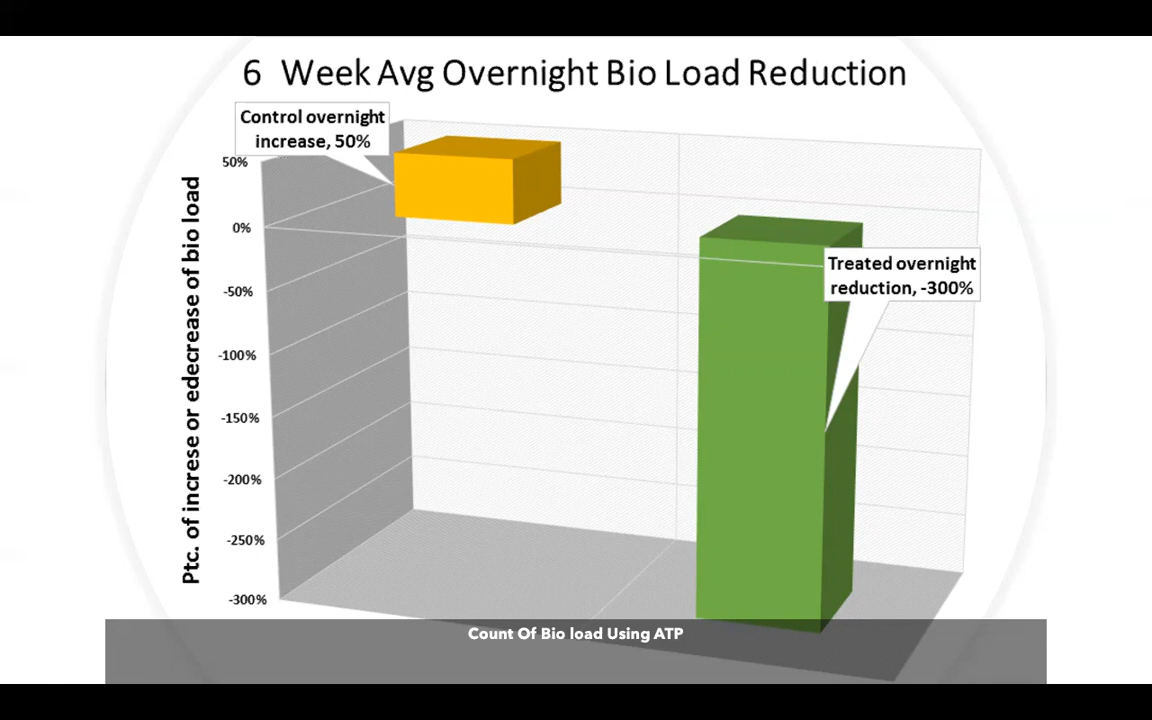 6 Week Avg Overnight Bio Load Reduction
Control overnight
increase, 50%
Ptc. of increse or edecrease of bio load
50%
0%
-50%
-100%
-150%
-200%
-250%
-300%
Treated overnight
reduction, -300%
Count Of Bio load Using ATP